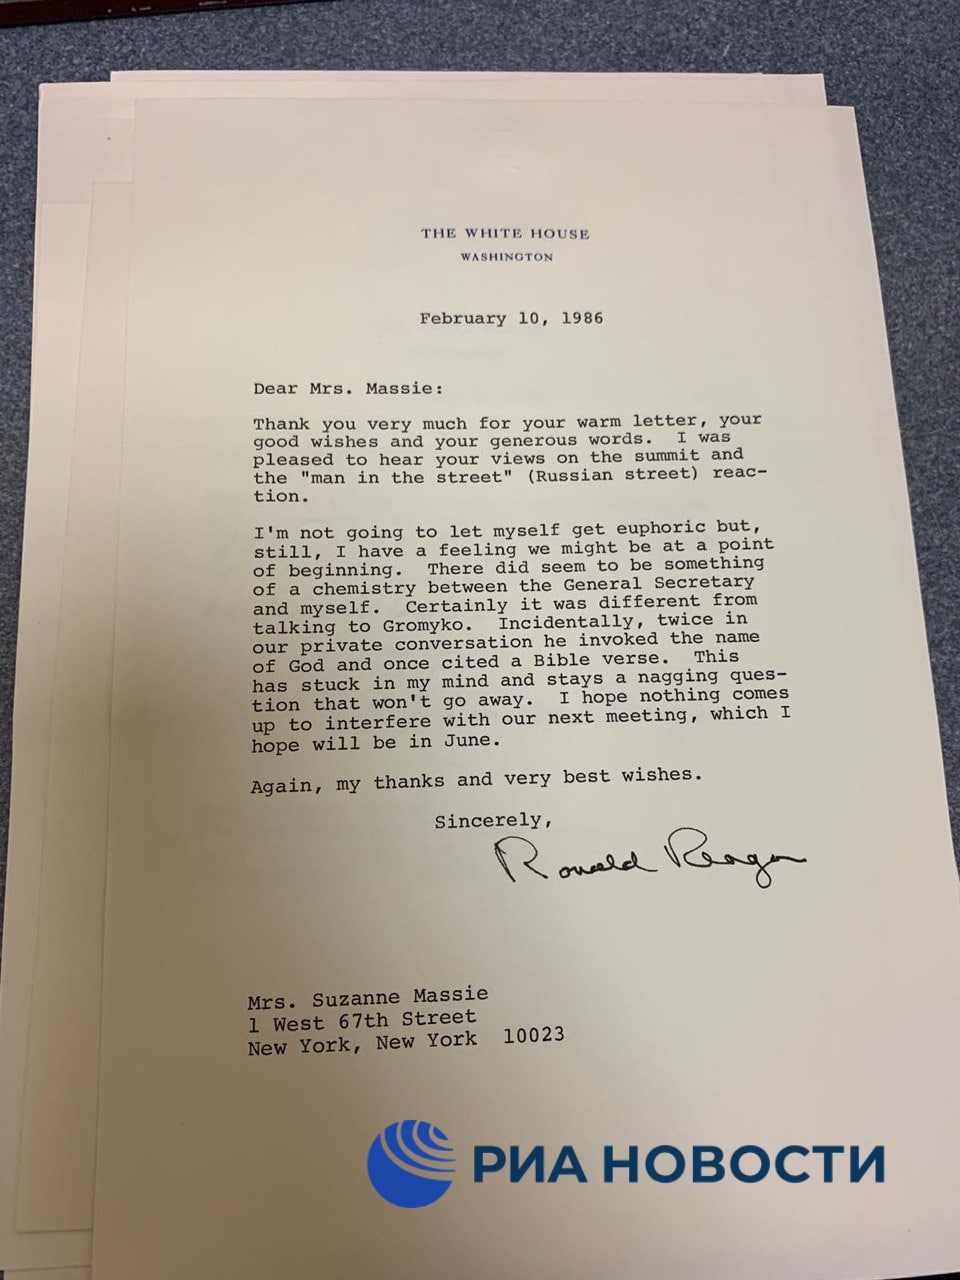 THE WHITE HOUSE
WASHINGTON
February 10, 1986
Dear Mrs. Massie:
Thank you very much for your warm letter, your
good wishes and your generous words.  I was
pleased to hear your views on the summit and
the "man in the street" (Russian street) reac-
tion.
I'm not going to let myself get euphoric but,
still, I have a feeling we might be at a point
of beginning.  There did seem to be something
of a chemistry between the General Secretary
and myself.  Certainly it was different from
talking to Gromyko.  Incidentally, twice in
our private conversation he invoked the name
of God and once cited a Bible verse.  This
has stuck in my mind and stays a nagging ques-
tion that won't go away.  I hope nothing comes
up to interfere with our next meeting, which I
hope will be in June.
Again, my thanks and very best wishes.
Sincerely,
Ronald Reagan
Mrs. Suzanne Massie
1 West 67th Street
New York, New York  10023
РИА НОВОСТИ